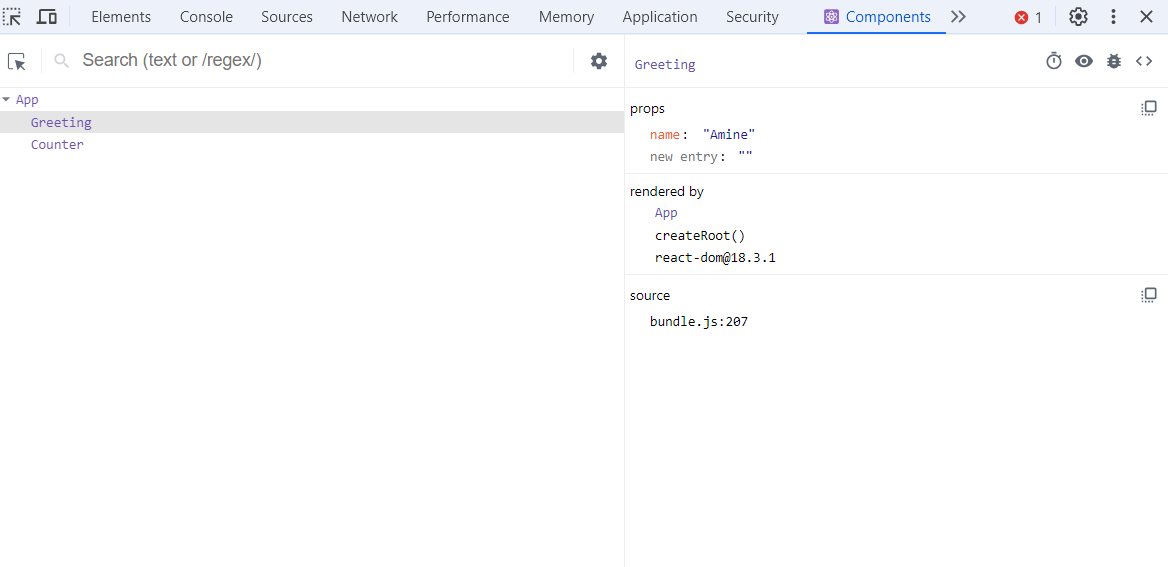 Elements Console Sources Network Performance Memory Application Security Components 1
Search (text or /regex/)
Greeting
App
Greeting
Counter
props
name: "Amine"
new entry: ""
rendered by
App
createRoot()
react-dom@18.3.1
source
bundle.js:207